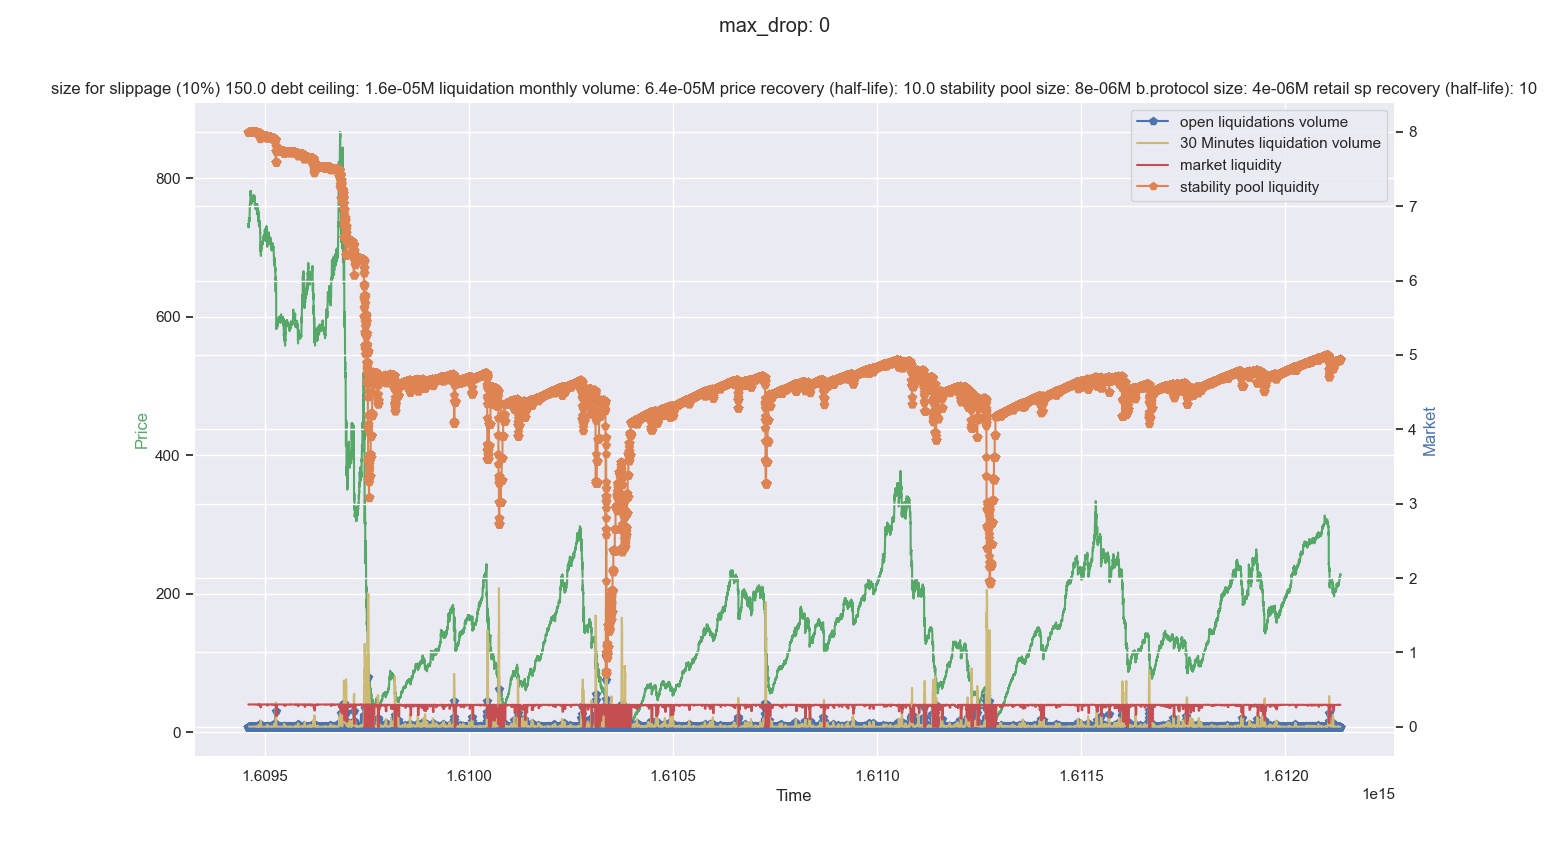 max_drop: 0
size for slippage (10%) 150.0 debt ceiling: 1.6e-05M liquidation monthly volume: 6.4e-05M price recovery (half-life): 10.0 stability pool size: 8e-06M b.protocol size: 4e-06M retail sp recovery (half-life): 10
open liquidations volume
30 Minutes liquidation volume
market liquidity
stability pool liquidity
800
600
400
200
0
Price
8
7
6
5
4
3
2
1
0
Market
1.6095 1.6100 1.6105 1.6110 1.6115 1.6120
Time
1e15